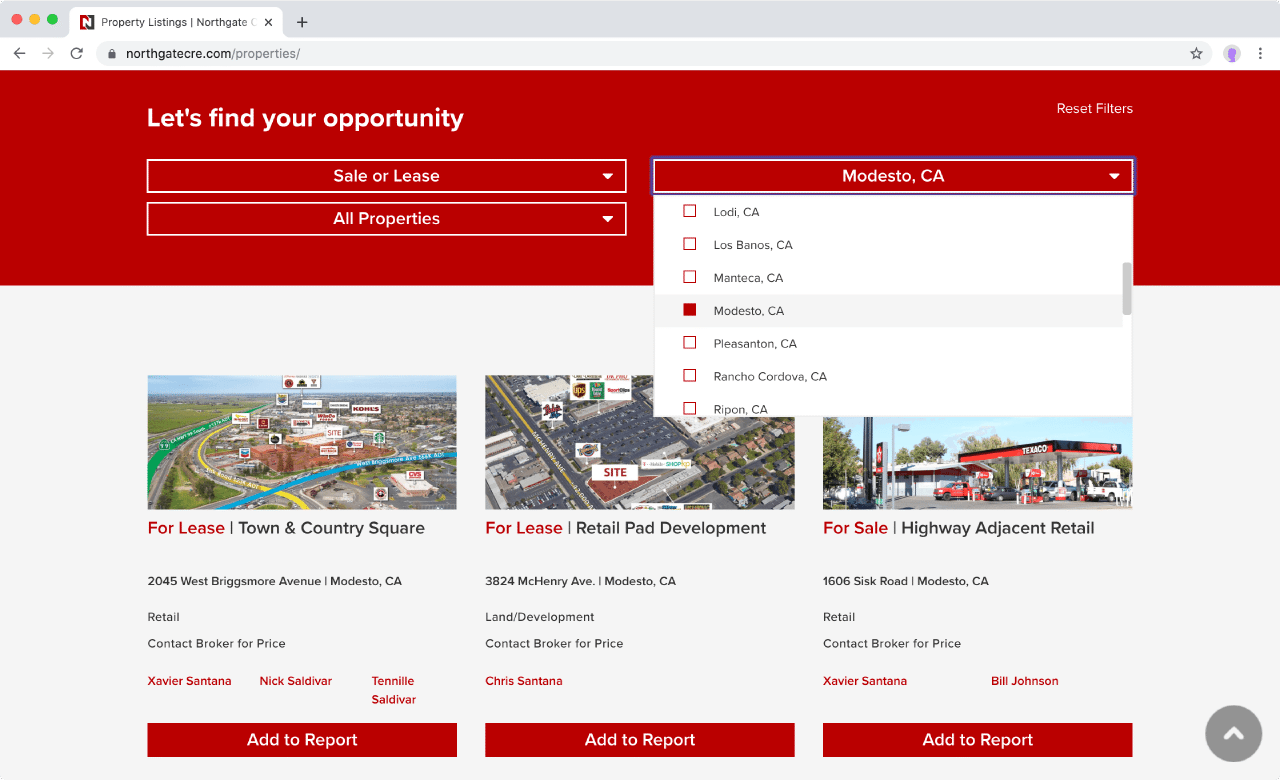 Property Listings | Northgate C
northgatecre.com/properties/
Let's find your opportunity
Reset Filters
Sale or Lease
Modesto, CA
All Properties
Lodi, CA
Los Banos, CA
Manteca, CA
Modesto, CA
Pleasanton, CA
Rancho Cordova, CA
Ripon, CA
KOHL'S
SITE
West Briggsmore Ave
CVS
ups
SportClips
SITE
TEXACO
For Lease | Town & Country Square
For Lease | Retail Pad Development
For Sale | Highway Adjacent Retail
2045 West Briggsmore Avenue | Modesto, CA
3824 McHenry Ave. | Modesto, CA
1606 Sisk Road | Modesto, CA
Retail
Land/Development
Retail
Contact Broker for Price
Contact Broker for Price
Contact Broker for Price
Xavier Santana
Nick Saldivar
Tennille
Saldivar
Chris Santana
Xavier Santana
Bill Johnson
Add to Report
Add to Report
Add to Report